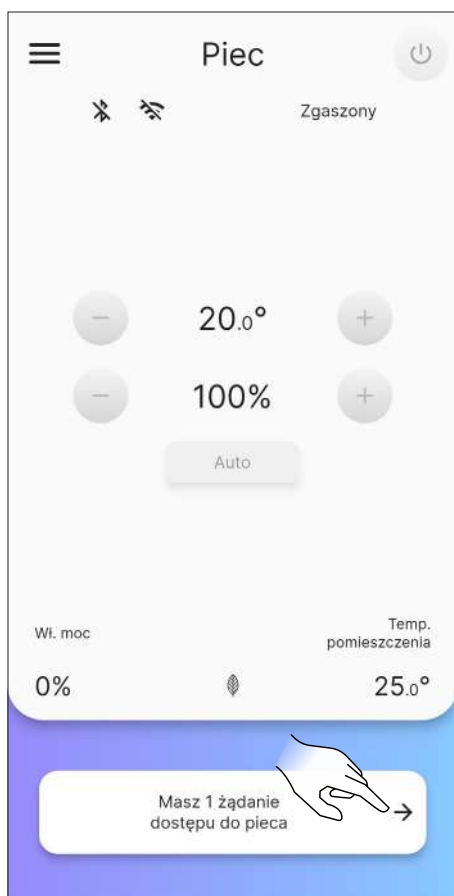 Piec
Zgaszony
20.0°
100%
Auto
Wł. moc
Temp.
pomieszczenia
0%
25.0°
Masz 1 żądanie
dostępu do pieca